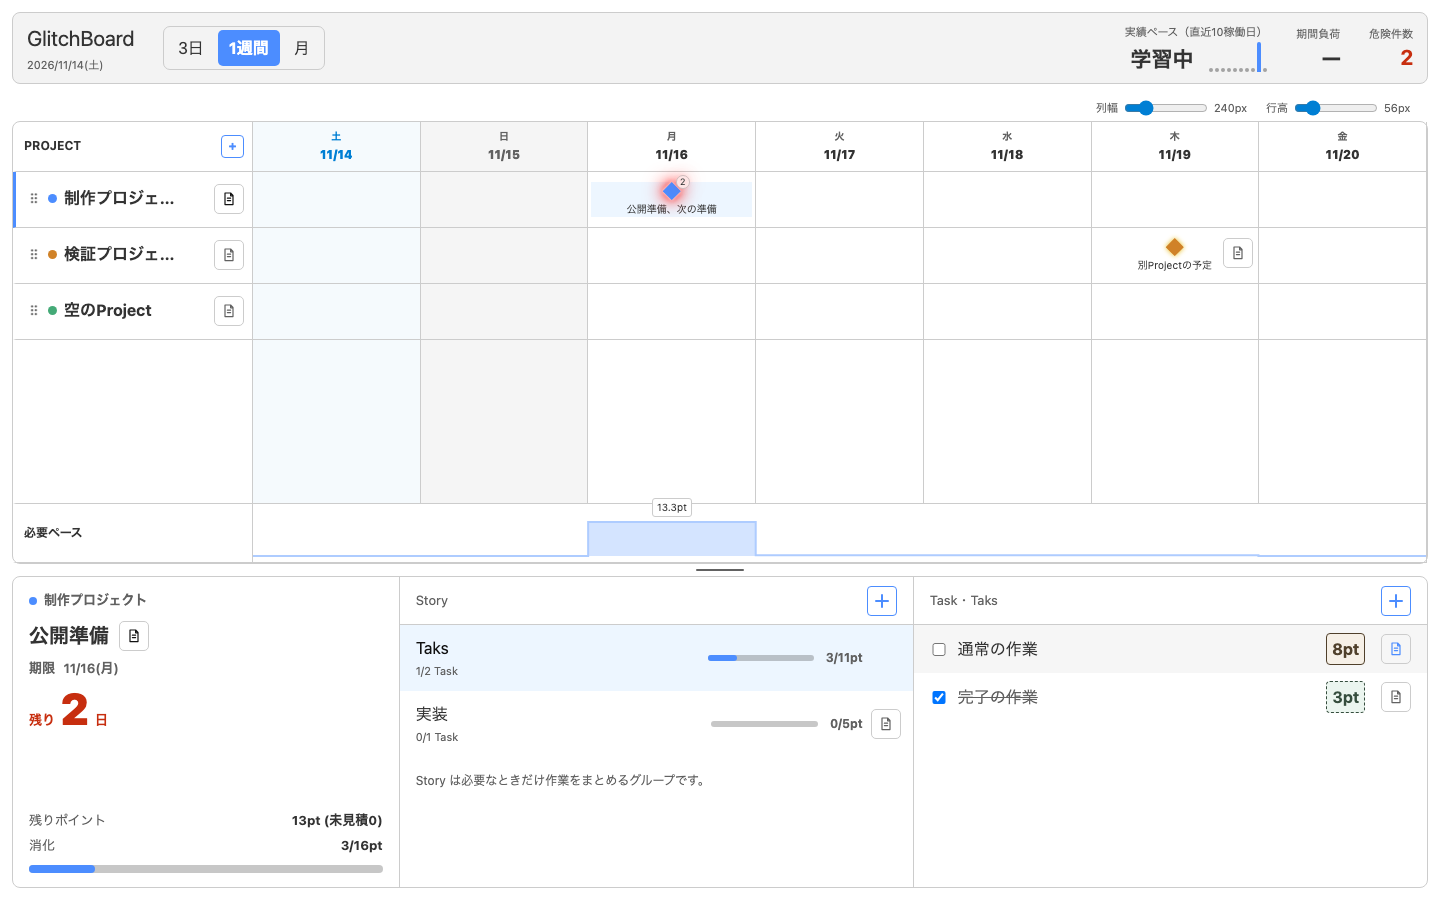 GlitchBoard
2026/11/14(土)
3日 1週間 月
実績ペース（直近10稼働日）
学習中
期間負荷
—
危険件数
2
列幅 240px 行高 56px
PROJECT +
土
11/14
日
11/15
月
11/16
火
11/17
水
11/18
木
11/19
金
11/20
制作プロジェ...
2
公開準備、次の準備
検証プロジェ...
別Projectの予定
空のProject
必要ペース
13.3pt
制作プロジェクト
公開準備
期限 11/16(月)
残り 2 日
残りポイント 13pt (未見積0)
消化 3/16pt
Story +
Taks
1/2 Task
3/11pt
実装
0/1 Task
0/5pt
Story は必要なときだけ作業をまとめるグループです。
Task・Taks +
通常の作業 8pt
完了の作業 3pt